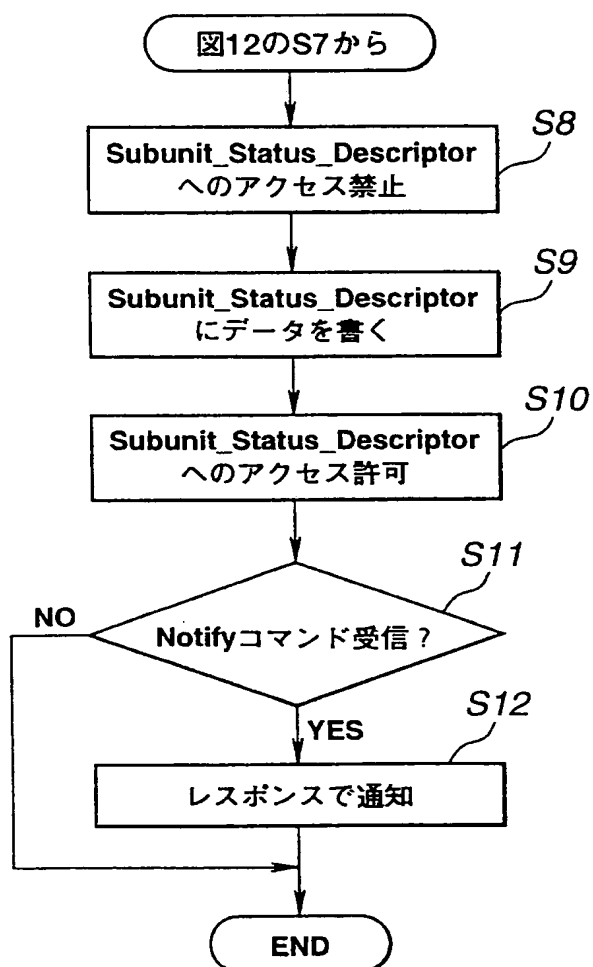 図12のS7から
S8
Subunit_Status_Descriptor
へのアクセス禁止
S9
Subunit_Status_Descriptor
にデータを書く
S10
Subunit_Status_Descriptor
へのアクセス許可
S11
NO
Notifyコマンド受信？
YES
S12
レスポンスで通知
END